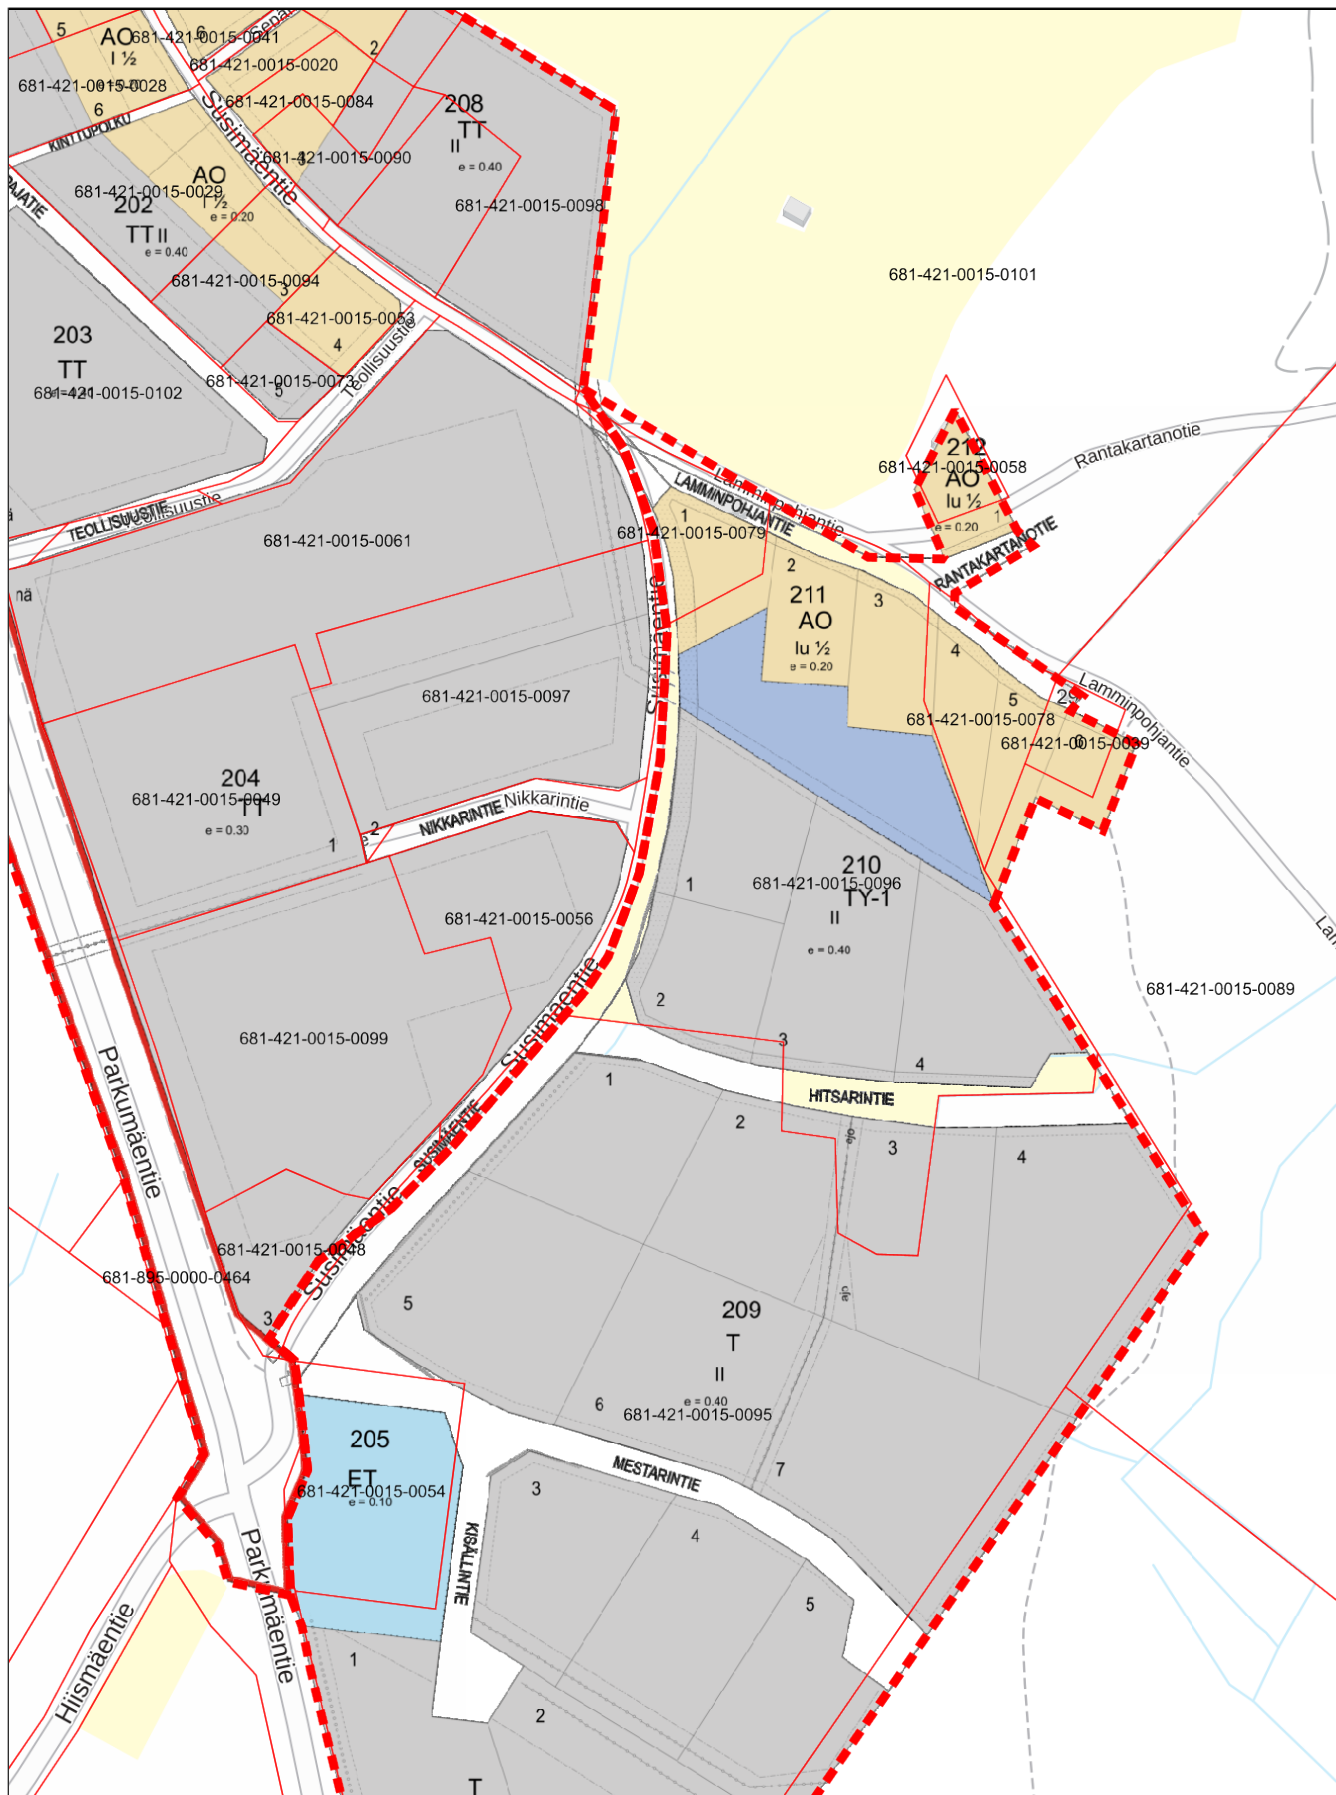 5
AO
I ½
681-421-0015-0041
6
2
681-421-0015-0020
681-421-0015-0028
6
681-421-0015-0084
Susimäentie
KINTTUPOLKU
208
TT
II
e = 0.40
681-421-0015-0090
681-421-0015-0098
AO
I ½
e = 0.20
681-421-0015-0029
202
TT II
e = 0.40
681-421-0015-0094
3
681-421-0015-0053
4
Teollisuustie
681-421-0015-0073
5
203
TT
681-421-0015-0102
681-421-0015-0101
TEOLLISUUSTIE
Teollisuustie
681-421-0015-0061
nä
212
681-421-0015-0058
AO
Iu ½
1
e = 0.20
Rantakartanotie
RANTAKARTANOTIE
Lamminpohjantie
LAMMINPOHJANTIE
1
681-421-0015-0079
2
211
AO
Iu ½
e = 0.20
3
4
5
29
6
681-421-0015-0078
681-421-0015-0039
Lamminpohjantie
Susimäentie
681-421-0015-0097
204
681-421-0015-0049
TT
e = 0.30
1
2
NIKKARINTIE
Nikkarintie
681-421-0015-0056
1
210
681-421-0015-0096
TY-1
II
e = 0.40
2
3
4
681-421-0015-0089
681-421-0015-0099
Susimäentie
SUSIMÄENTIE
Parkumäentie
HITSARINTIE
1
2
3
4
ajo
ajo
681-421-0015-0048
681-895-0000-0464
Susimäentie
3
5
209
T
II
e = 0.40
681-421-0015-0095
6
7
205
ET
681-421-0015-0054
e = 0.10
MESTARINTIE
3
4
5
KISÄLLINTIE
Parkumäentie
Hiismäentie
1
2
T